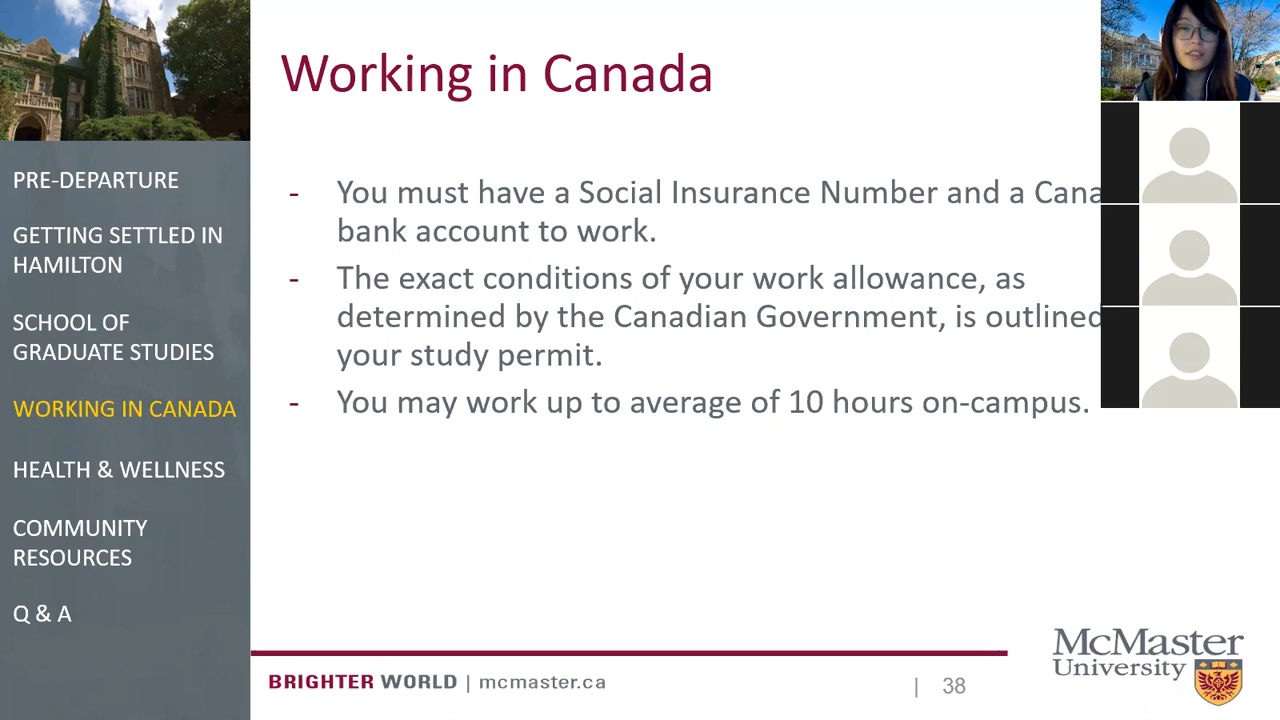 Working in Canada
PRE-DEPARTURE
GETTING SETTLED IN
HAMILTON
SCHOOL OF
GRADUATE STUDIES
WORKING IN CANADA
HEALTH & WELLNESS
COMMUNITY
RESOURCES
Q & A
- You must have a Social Insurance Number and a
bank account to work.
- The exact conditions of your work allowance, as
determined by the Canadian Government, is outlined
your study permit.
- You may work up to average of 10 hours on-campus.
BRIGHTER WORLD | mcmaster.ca
| 38
McMaster
University